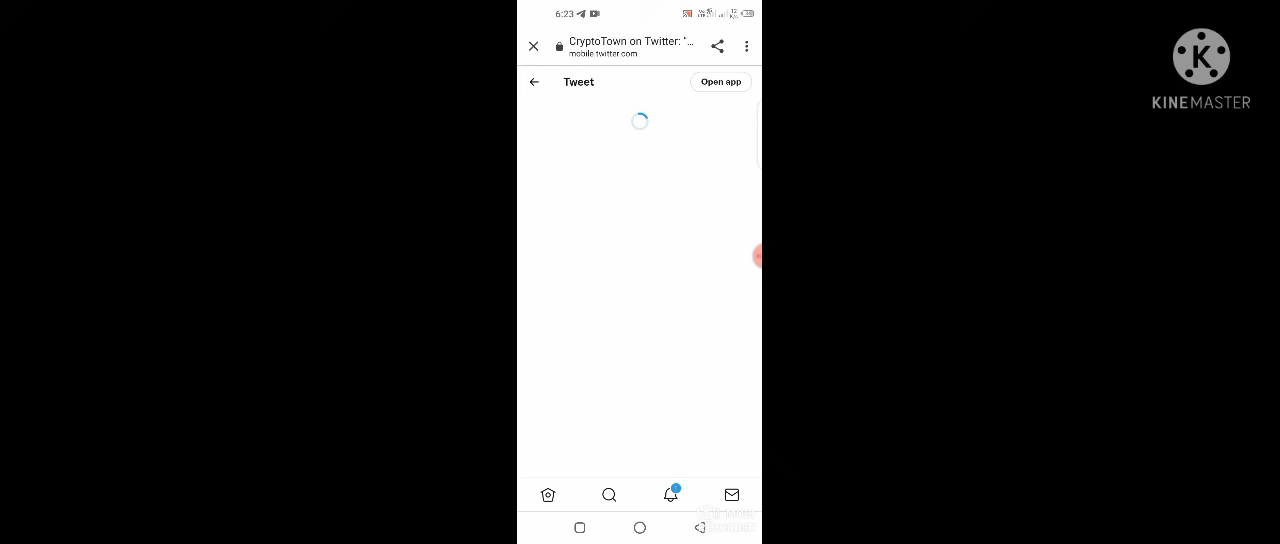 6:23
CryptoTown on Twitter: "...
mobile.twitter.com
Tweet
Open app
K
KINEMASTER